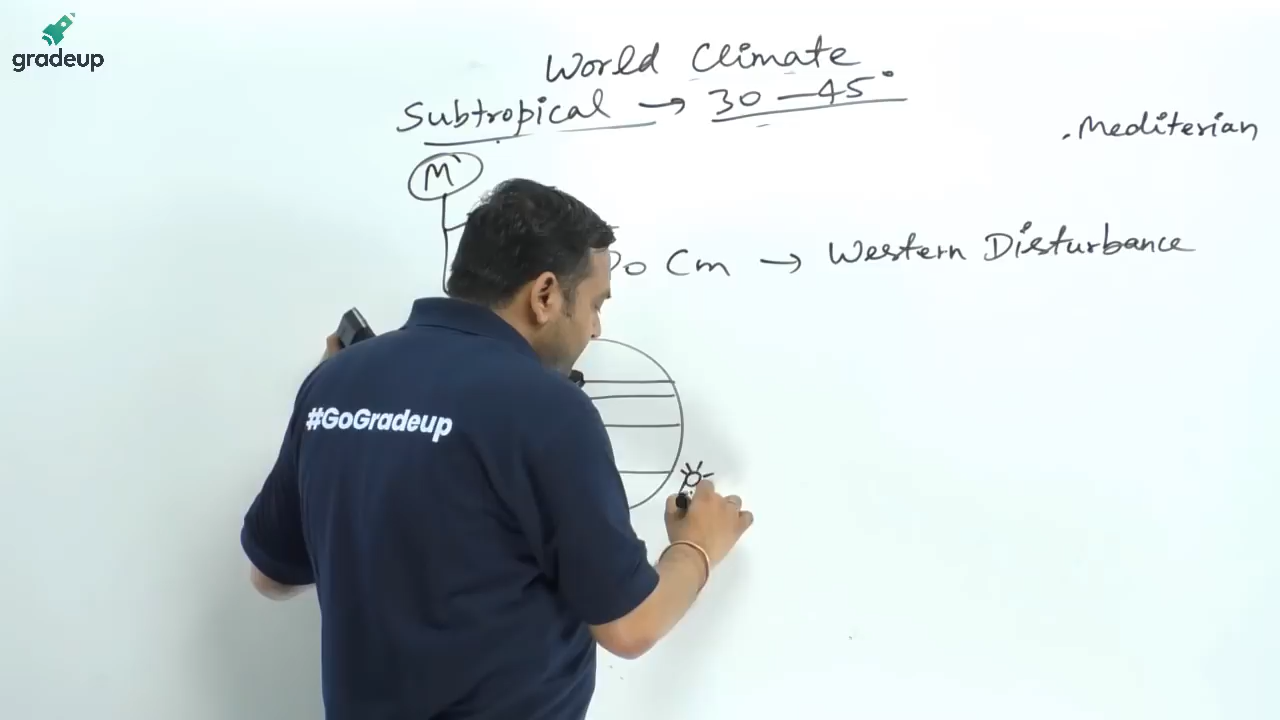 gradeup
World Climate
Subtropical → 30 — 45°
. Mediterian
M
Cm → Western Disturbance
#GoGradeup